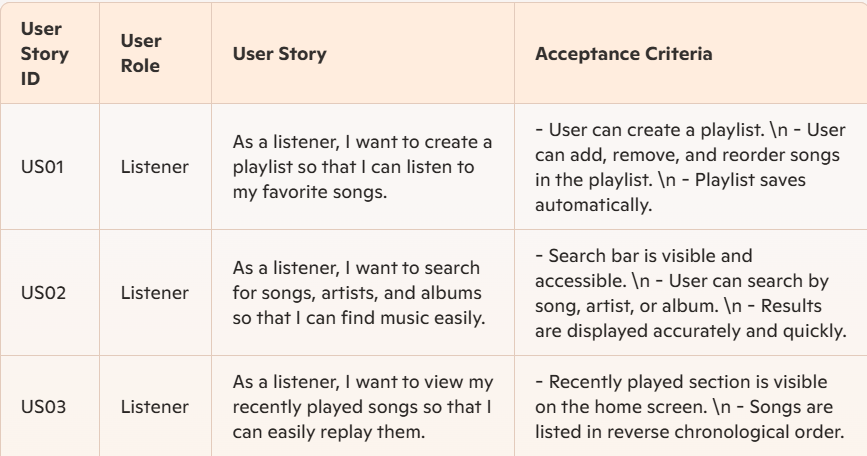 User
Story
ID
User
Role
User Story
Acceptance Criteria
US01
Listener
As a listener, I want to create a
playlist so that I can listen to
my favorite songs.
- User can create a playlist. \n - User
can add, remove, and reorder songs
in the playlist. \n - Playlist saves
automatically.
US02
Listener
As a listener, I want to search
for songs, artists, and albums
so that I can find music easily.
- Search bar is visible and
accessible. \n - User can search by
song, artist, or album. \n - Results
are displayed accurately and quickly.
US03
Listener
As a listener, I want to view my
recently played songs so that I
can easily replay them.
- Recently played section is visible
on the home screen. \n - Songs are
listed in reverse chronological order.